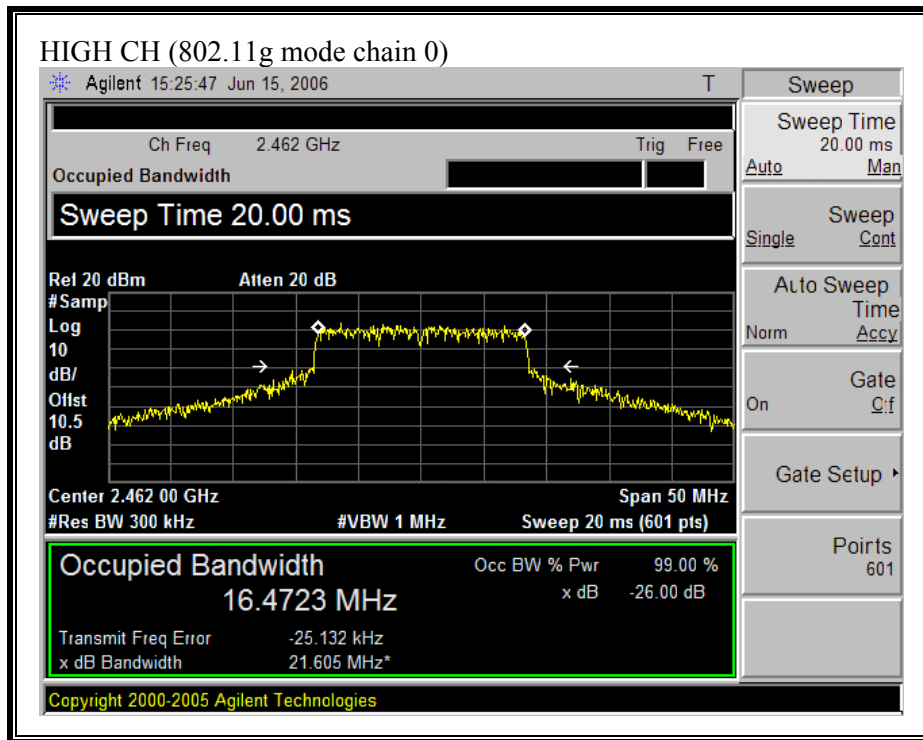 HIGH CH (802.11g mode chain 0)
Agilent 15:25:47 Jun 15, 2006 T
Ch Freq 2.462 GHz Trig Free
Occupied Bandwidth
Sweep Time 20.00 ms
Ref 20 dBm Atten 20 dB
#Samp
Log
10
dB/
Offst
10.5
dB
Center 2.462 00 GHz Span 50 MHz
#Res BW 300 kHz #VBW 1 MHz Sweep 20 ms (601 pts)
Occupied Bandwidth Occ BW % Pwr 99.00 %
16.4723 MHz x dB -26.00 dB
Transmit Freq Error -25.132 kHz
x dB Bandwidth 21.605 MHz*
Copyright 2000-2005 Agilent Technologies
Sweep
Sweep Time
20.00 ms
Auto Man
Sweep
Single Cont
Auto Sweep
Time
Norm Accy
Gate
On Off
Gate Setup
Points
601